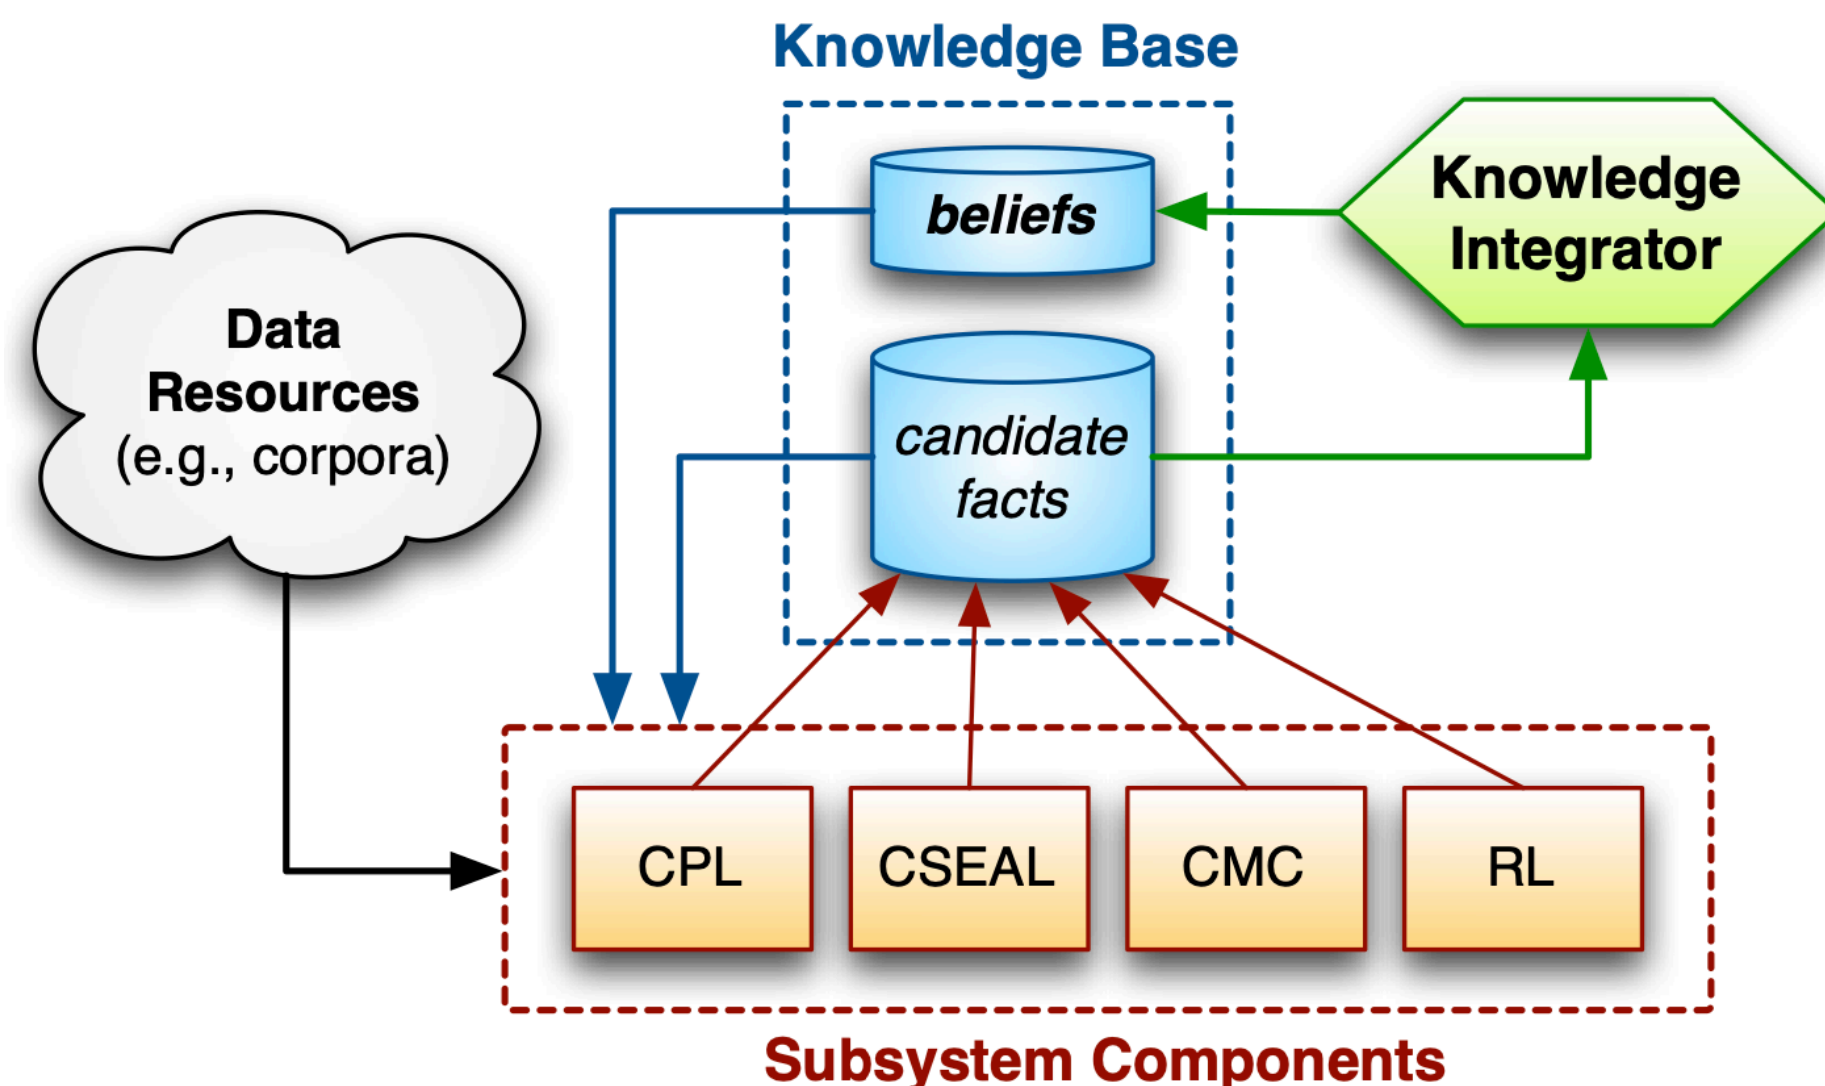 Knowledge Base
beliefs
Knowledge
Integrator
Data
Resources
(e.g., corpora)
candidate
facts
CPL
CSEAL
CMC
RL
Subsystem Components